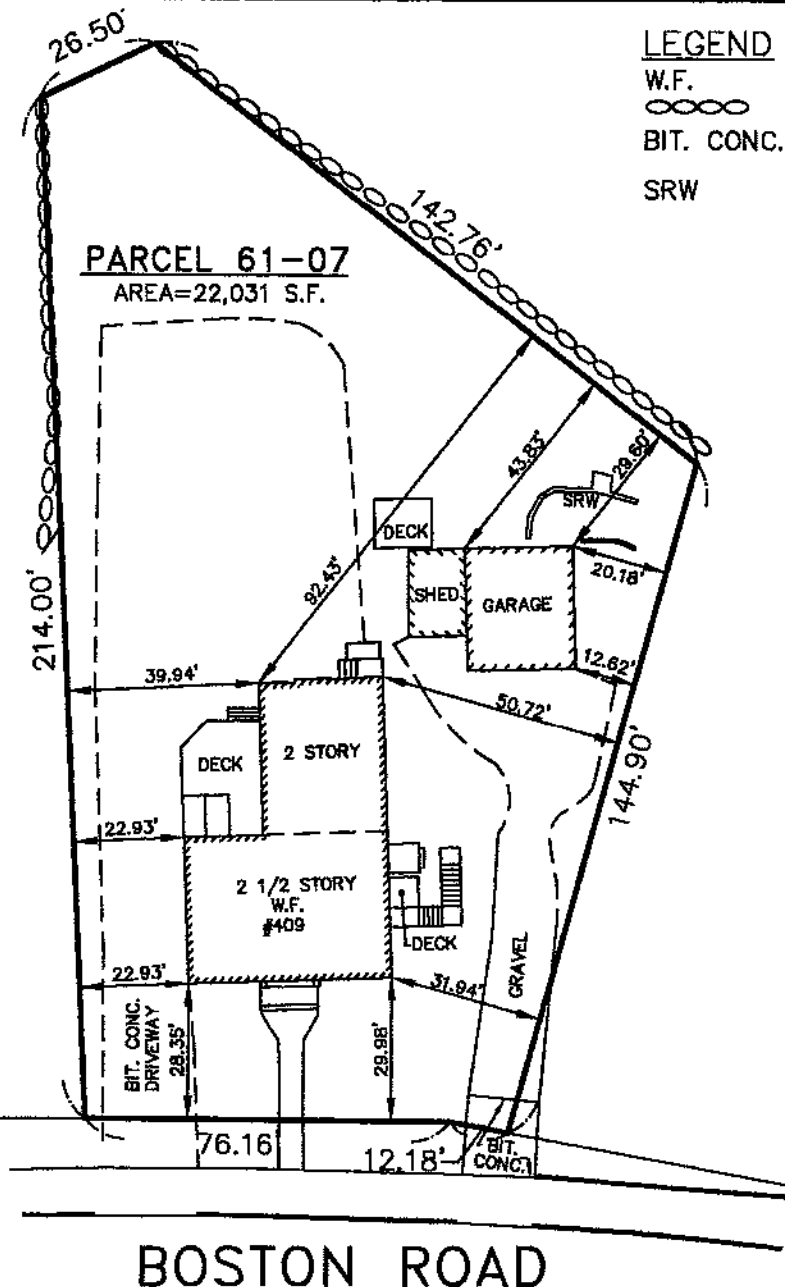 26.50'
LEGEND
W.F.
BIT. CONC.
SRW
142.76'
PARCEL 61-07
AREA=22,031 S.F.
43.83'
29.60'
SRW
DECK
92.43'
20.18'
SHED
GARAGE
214.00'
12.62'
39.94'
50.72'
DECK
2 STORY
144.90'
22.93'
2 1/2 STORY
W.F.
#409
DECK
GRAVEL
22.93'
31.94'
BIT. CONC.
DRIVEWAY
28.35'
29.98'
76.16
12.18'
BIT.
CONC.
BOSTON ROAD